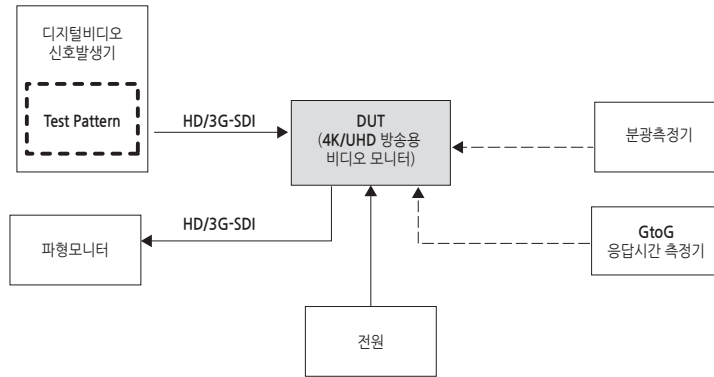 디지털비디오
신호발생기
Test Pattern
HD/3G-SDI
DUT
(4K/UHD 방송용
비디오 모니터)
분광측정기
HD/3G-SDI
파형모니터
GtoG
응답시간 측정기
전원